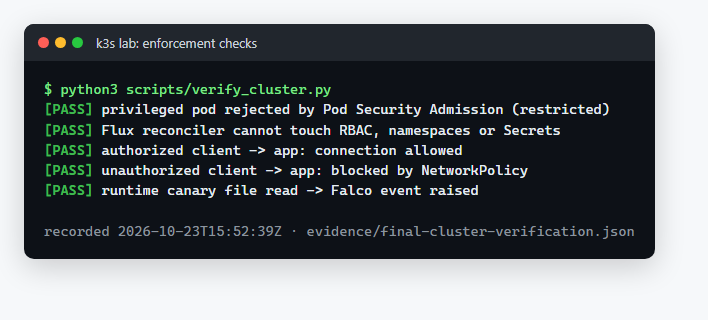 k3s lab: enforcement checks
$ python3 scripts/verify_cluster.py
[PASS] privileged pod rejected by Pod Security Admission (restricted)
[PASS] Flux reconciler cannot touch RBAC, namespaces or Secrets
[PASS] authorized client -> app: connection allowed
[PASS] unauthorized client -> app: blocked by NetworkPolicy
[PASS] runtime canary file read -> Falco event raised
recorded 2026-10-23T15:52:39Z · evidence/final-cluster-verification.json